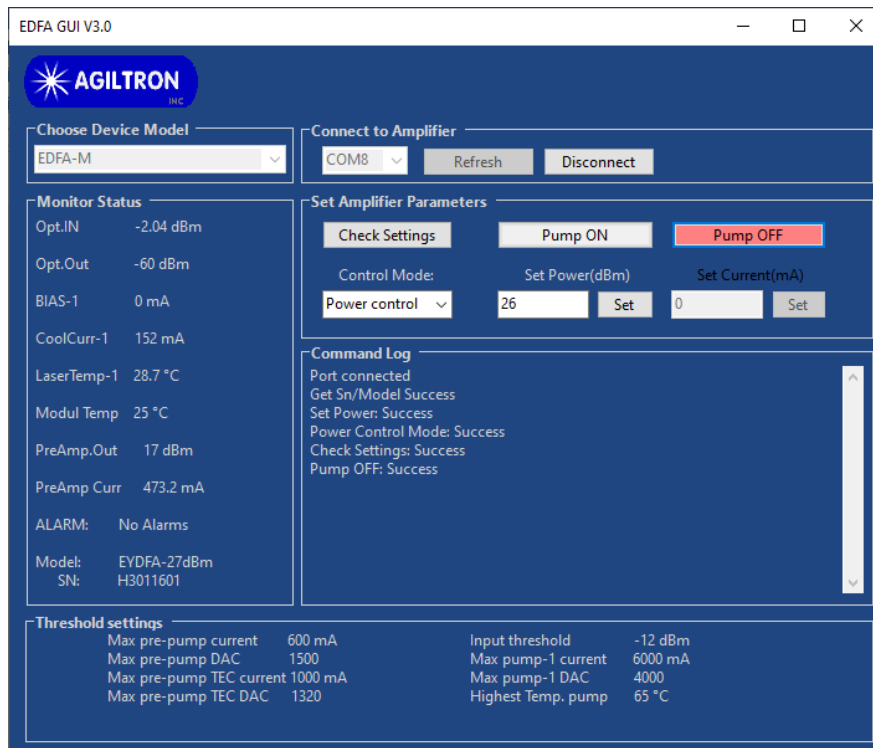 EDFA GUI V3.0
AGILTRON
INC
Choose Device Model
EDFA-M
Connect to Amplifier
COM8 Refresh Disconnect
Monitor Status
Opt.IN -2.04 dBm
Opt.Out -60 dBm
BIAS-1 0 mA
CoolCurr-1 152 mA
LaserTemp-1 28.7 °C
Modul Temp 25 °C
PreAmp.Out 17 dBm
PreAmp Curr 473.2 mA
ALARM: No Alarms
Model: EYDFA-27dBm
SN: H3011601
Set Amplifier Parameters
Check Settings Pump ON Pump OFF
Control Mode: Set Power(dBm) Set Current(mA)
Power control 26 Set 0 Set
Command Log
Port connected
Get Sn/Model Success
Set Power: Success
Power Control Mode: Success
Check Settings: Success
Pump OFF: Success
Threshold settings
Max pre-pump current 600 mA Input threshold -12 dBm
Max pre-pump DAC 1500 Max pump-1 current 6000 mA
Max pre-pump TEC current 1000 mA Max pump-1 DAC 4000
Max pre-pump TEC DAC 1320 Highest Temp. pump 65 °C